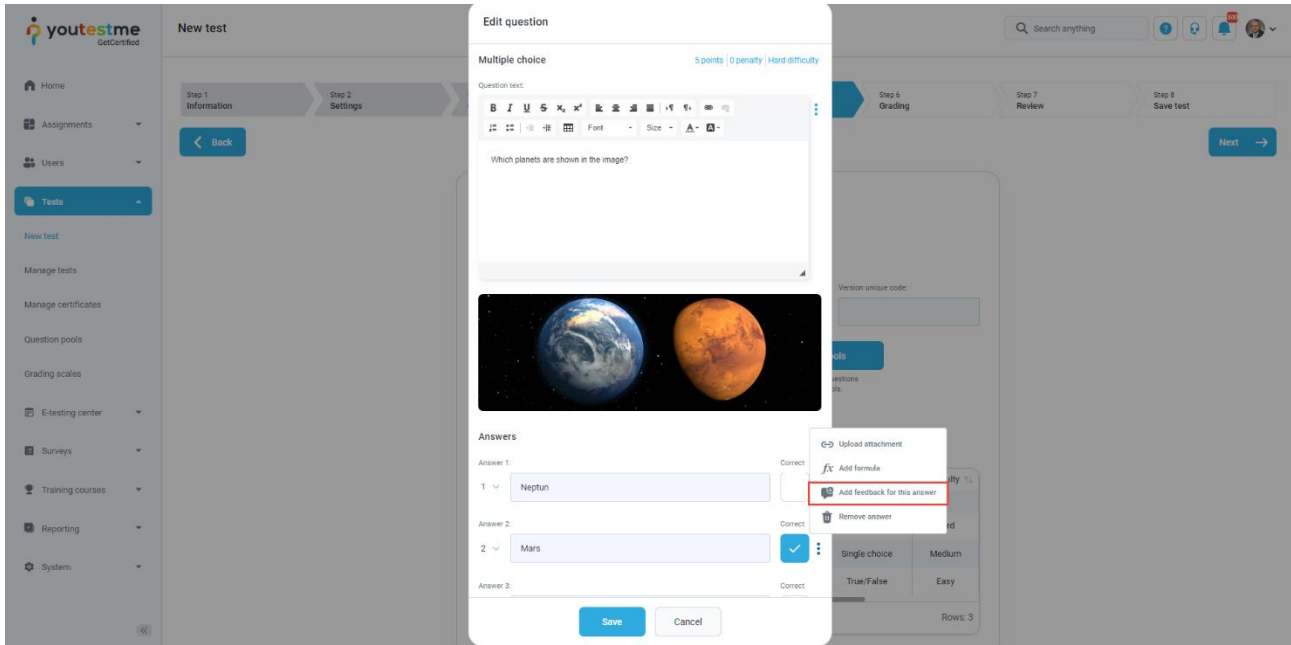 youtestme
GetCertified
New test
Search anything
500
Home
Assignments
Users
Tests
New test
Manage tests
Manage certificates
Question pools
Grading scales
E-testing center
Surveys
Training courses
Reporting
System
Step 1
Information
Step 2
Settings
Step 6
Grading
Step 7
Review
Step 8
Save test
Back
Next
Edit question
Multiple choice
5 points | 0 penalty | Hard difficulty
Question text:
B I U S x₂ x²
Font Size A A
Which planets are shown in the image?
Answers
Answer 1:
Correct
1 Neptun
Answer 2:
Correct
2 Mars
Answer 3:
Correct
Save
Cancel
Upload attachment
fx Add formula
Add feedback for this answer
Remove answer
Version unique code:
ols
Single choice Medium
True/False Easy
Rows: 3